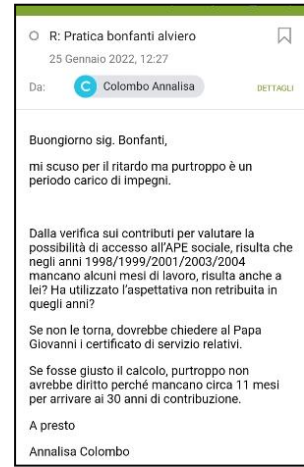 R: Pratica bonfanti alviero
25 Gennaio 2022, 12:27
Da: C Colombo Annalisa DETTAGLI
Buongiorno sig. Bonfanti,
mi scuso per il ritardo ma purtroppo è un
periodo carico di impegni.
Dalla verifica sui contributi per valutare la
possibilità di accesso all'APE sociale, risulta che
negli anni 1998/1999/2001/2003/2004
mancano alcuni mesi di lavoro, risulta anche a
lei? Ha utilizzato l'aspettativa non retribuita in
quegli anni?
Se non le torna, dovrebbe chiedere al Papa
Giovanni i certificato di servizio relativi.
Se fosse giusto il calcolo, purtroppo non
avrebbe diritto perché mancano circa 11 mesi
per arrivare ai 30 anni di contribuzione.
A presto
Annalisa Colombo